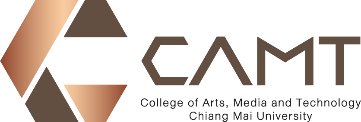 CAMT
College of Arts, Media and Technology
Chiang Mai University